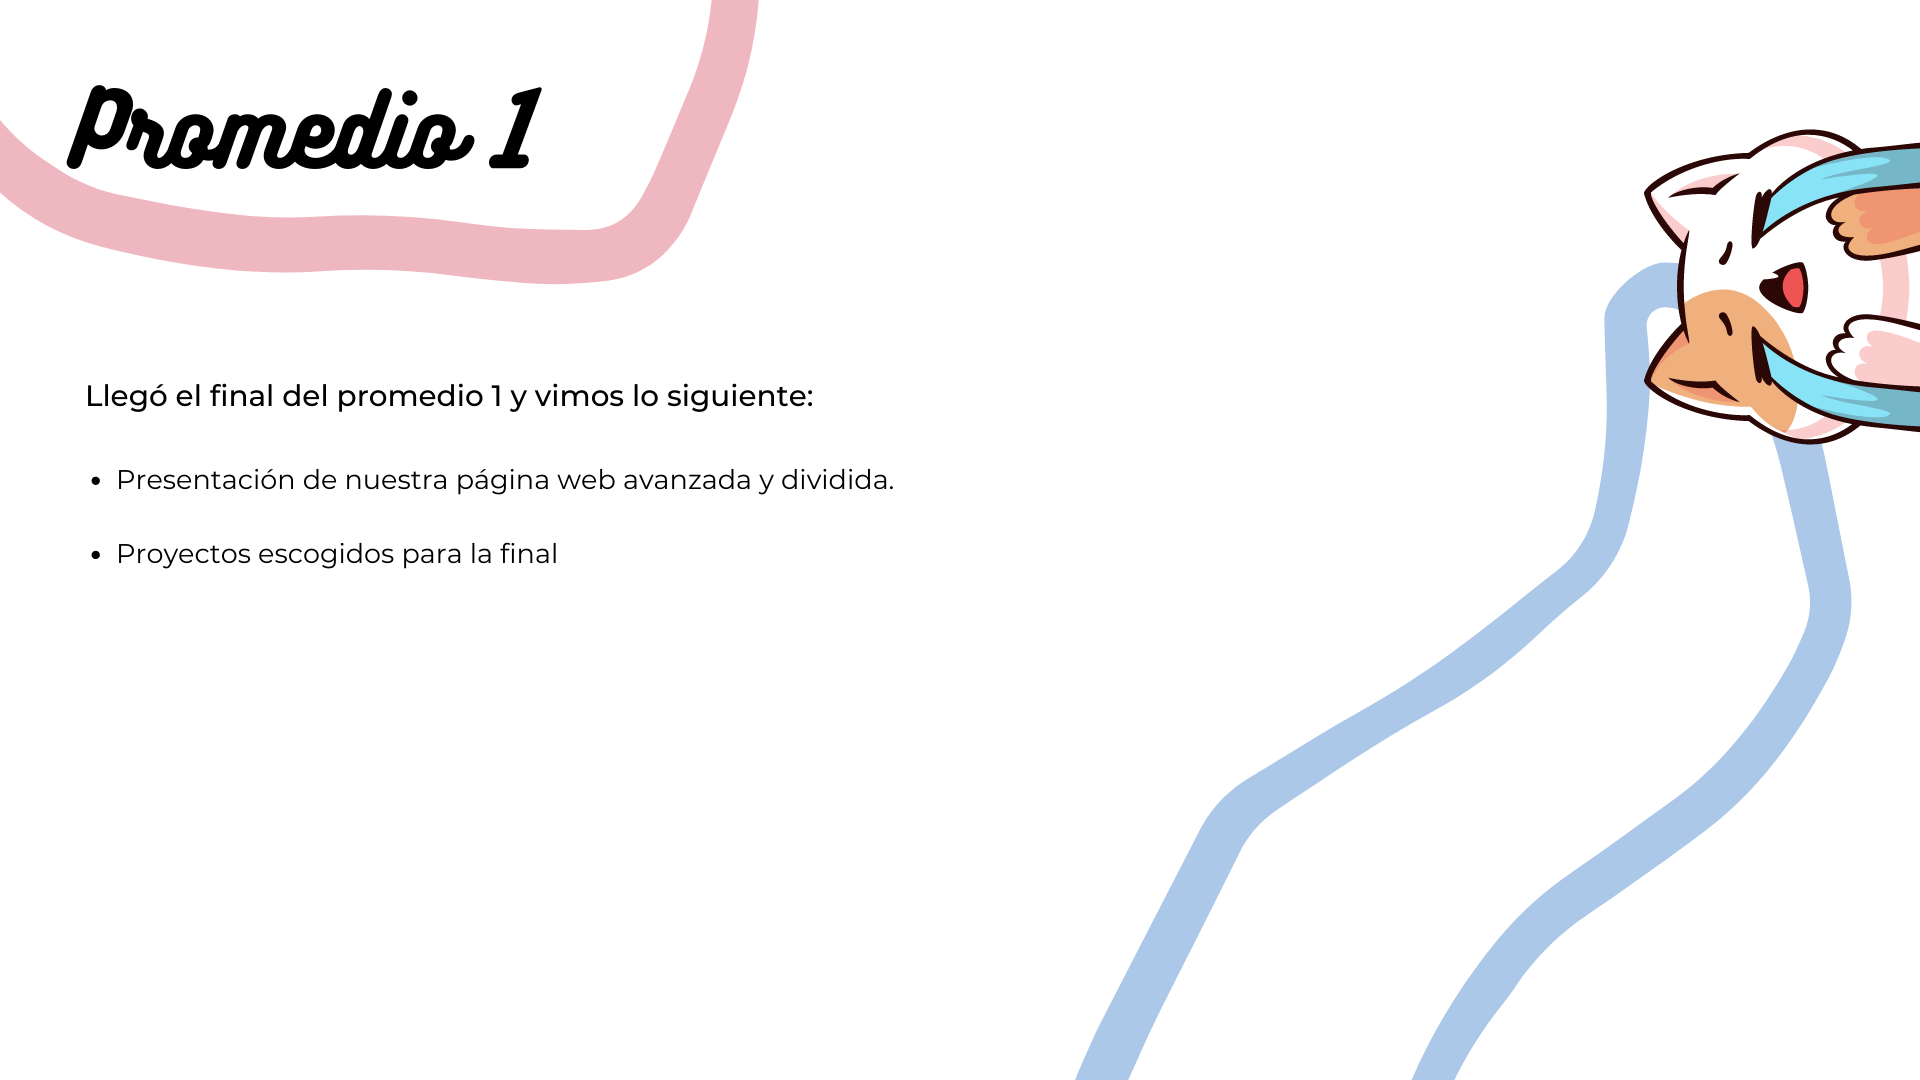 Promedio 1
Llegó el final del promedio 1 y vimos lo siguiente:
• Presentación de nuestra página web avanzada y dividida.
• Proyectos escogidos para la final